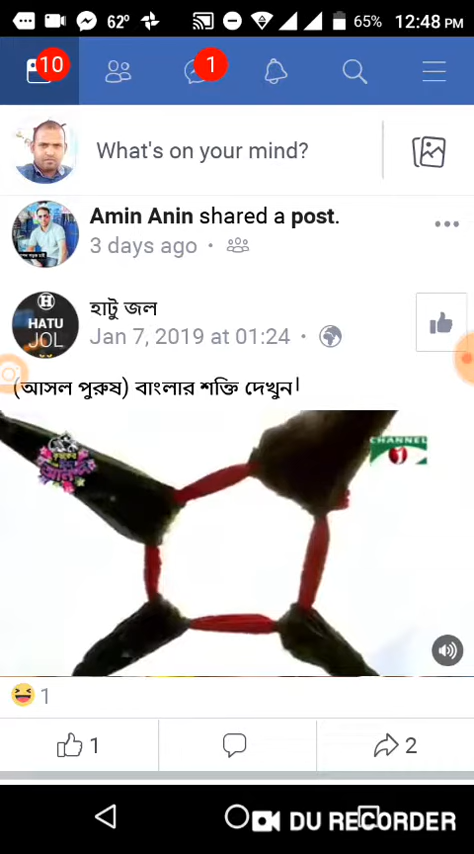 62°
65%
12:48 PM
10
1
What's on your mind?
Amin Anin shared a post.
3 days ago ·
হাটু জল
HATU
JOL
Jan 7, 2019 at 01:24 ·
(আসল পুরুষ) বাংলার শক্তি দেখুন।
CHANNEL
1
1
2
DU RECORDER